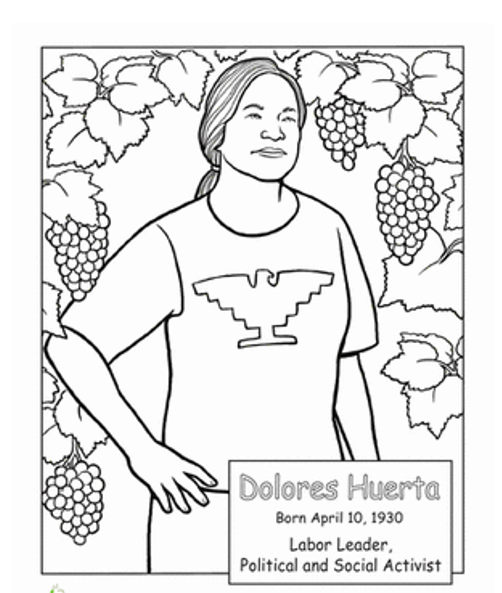 Dolores Huerta
Born April 10, 1930
Labor Leader,
Political and Social Activist